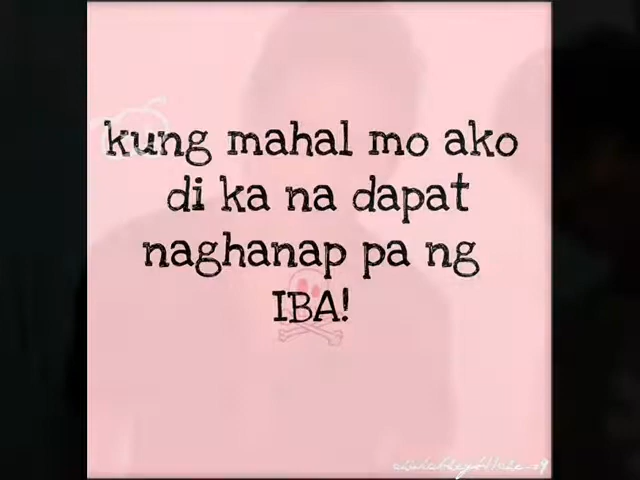 kung mahal mo ako
di ka na dapat
naghanap pa ng
IBA!